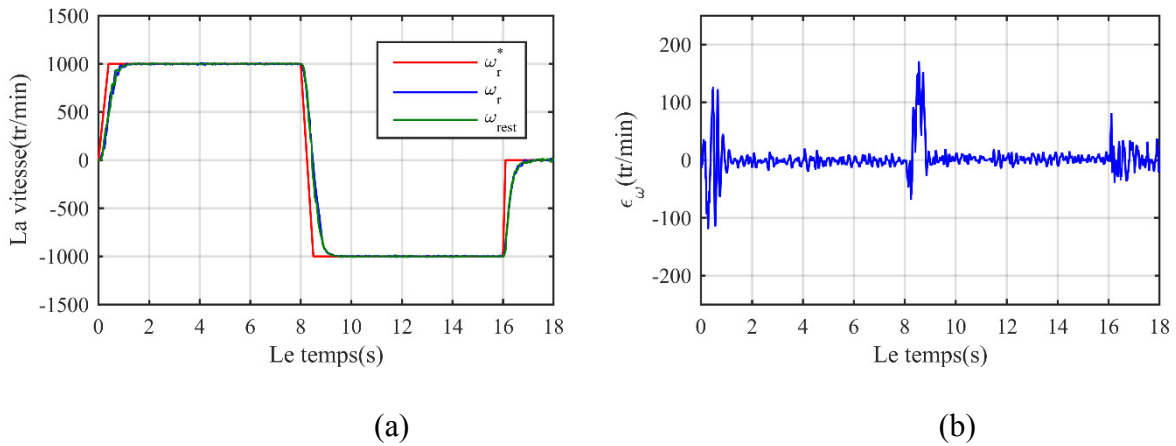 1500
1000
500
0
-500
-1000
-1500
La vitesse(tr/min)
ω*r
ωr
ωrest
0 2 4 6 8 10 12 14 16 18
Le temps(s)
(a)
200
100
0
-100
-200
ϵω(tr/min)
0 2 4 6 8 10 12 14 16 18
Le temps(s)
(b)